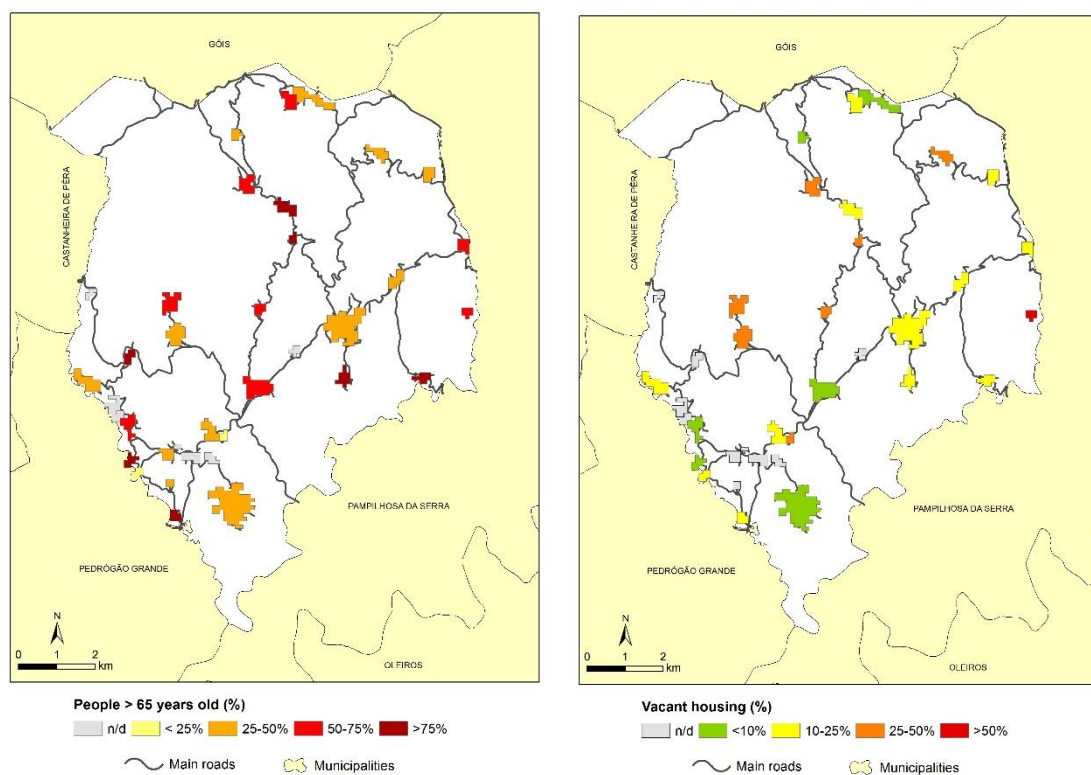 GÓIS
CASTANHEIRA DE PÊRA
PAMPILHOSA DA SERRA
PEDRÓGÃO GRANDE
OLEIROS
N
0 1 2
km
People > 65 years old (%)
n/d < 25% 25-50% 50-75% >75%
Main roads Municipalities
GÓIS
CASTANHEIRA DE PÊRA
PAMPILHOSA DA SERRA
PEDRÓGÃO GRANDE
OLEIROS
N
0 1 2
km
Vacant housing (%)
n/d <10% 10-25% 25-50% >50%
Main roads Municipalities